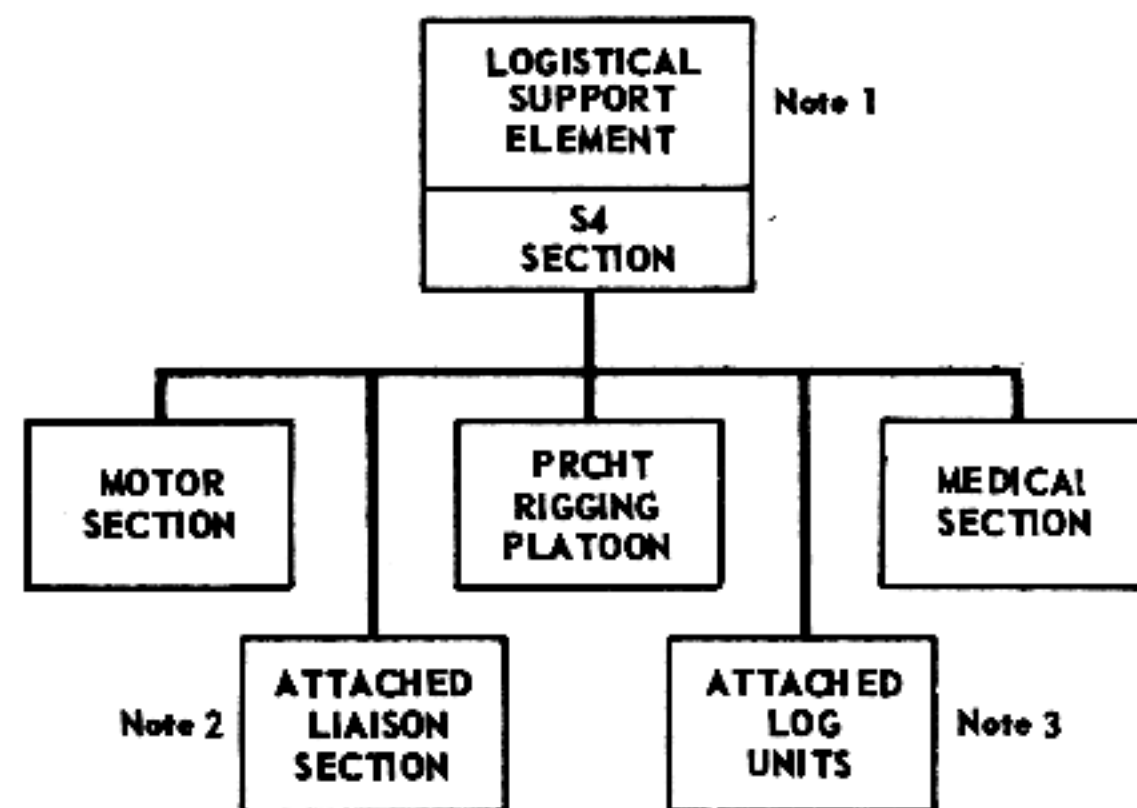 LOGISTICAL
SUPPORT
ELEMENT
Note 1
S4
SECTION
MOTOR
SECTION
PRCHT
RIGGING
PLATOON
MEDICAL
SECTION
Note 2
ATTACHED
LIAISON
SECTION
ATTACHED
LOG
UNITS
Note 3